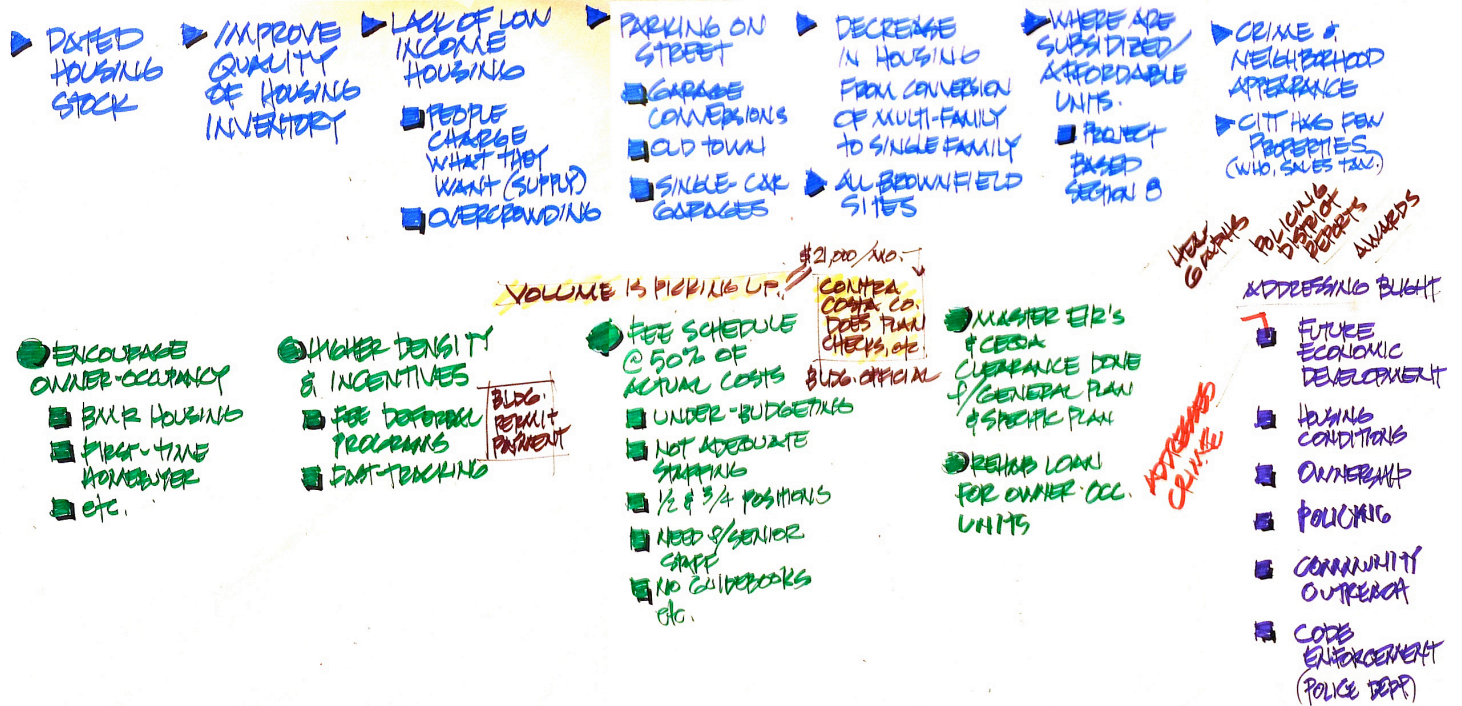 DATED
HOUSING
STOCK
IMPROVE
QUALITY
OF HOUSING
INVENTORY
LACK OF LOW
INCOME
HOUSING
PEOPLE
CHARGE
WHAT THEY
WANT (SUPPLY)
OVERCROWDING
PARKING ON
STREET
GARAGE
CONVERSIONS
OLD TOWN
SINGLE-CAR
GARAGES
DECREASE
IN HOUSING
FROM CONVERSION
OF MULTI-FAMILY
TO SINGLE FAMILY
ALL BROWNFIELD
SITES
WHERE ARE
SUBSIDIZED/
AFFORDABLE
UNITS.
PROJECT
BASED
SECTION 8
CRIME &
NEIGHBORHOOD
APPEARANCE
CITY HAS FEW
PROPERTIES
(WHO, SALES TAX.)
POLICING
DISTRICT
REPORTS
AWARDS
$21,000/MO.
VOLUME IS PICKING UP.
CONTRA
COSTA CO.
DOES PLAN
CHECKS, etc
BLDG. OFFICIAL
ENCOURAGE
OWNER-OCCUPANCY
BMR HOUSING
FIRST-TIME
HOMEBUYER
etc.
HIGHER DENSITY
& INCENTIVES
FEE DEFERRAL
PROGRAMS
FAST-TRACKING
BLDG.
PERMIT
PAYMENT
FEE SCHEDULE
@ 50% OF
ACTUAL COSTS
UNDER-BUDGETING
NOT ADEQUATE
STAFFING
1/2 & 3/4 POSITIONS
NEED f/SENIOR
STAFF
NO GUIDEBOOKS
etc.
MASTER EIR'S
& CEQA
CLEARANCE DONE
f/GENERAL PLAN
& SPECIFIC PLAN
REHAB LOAN
FOR OWNER-OCC.
UNITS
ADDRESSES
CRIME
ADDRESSING BLIGHT
FUTURE
ECONOMIC
DEVELOPMENT
HOUSING
CONDITIONS
OWNERSHIP
POLICING
COMMUNITY
OUTREACH
CODE
ENFORCEMENT
(POLICE DEPT)